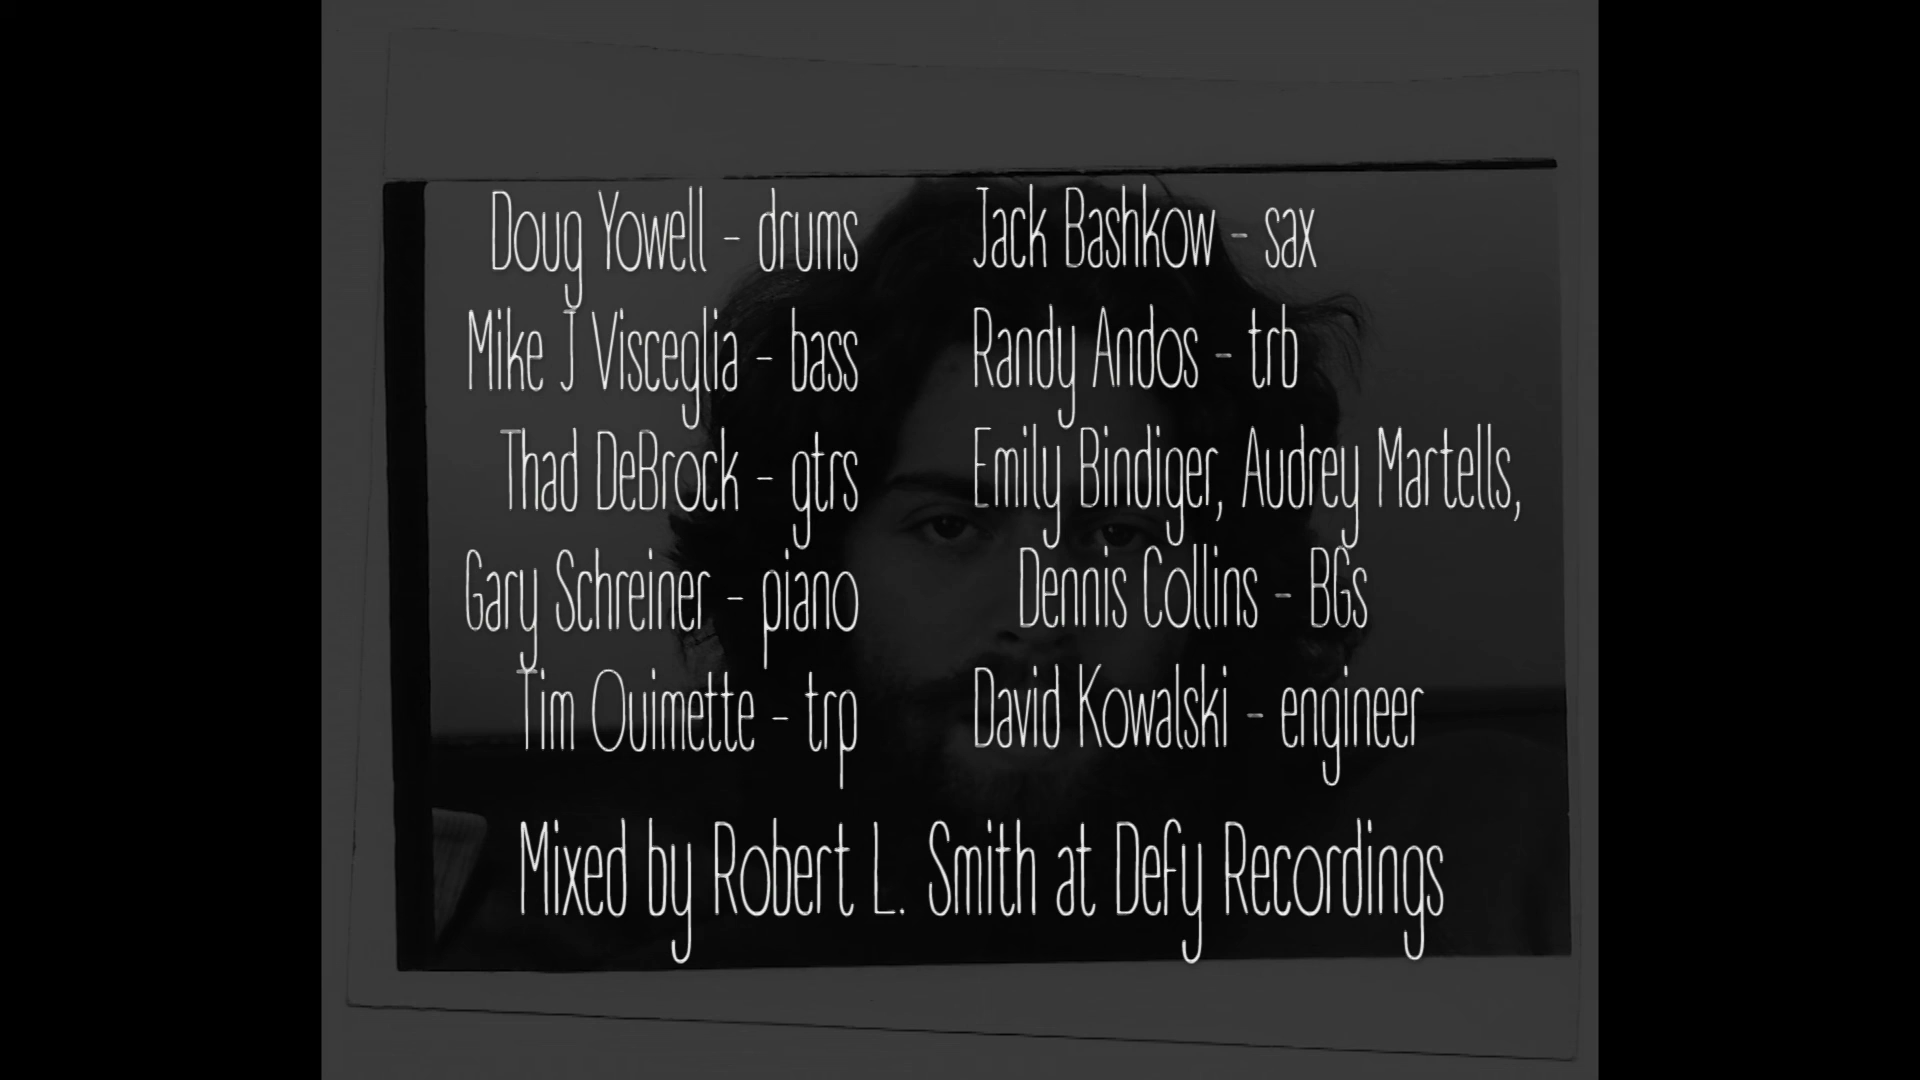 Doug Yowell - drums
Mike J Visceglia - bass
Thad DeBrock - gtrs
Gary Schreiner - piano
Tim Ouimette - trp
Jack Bashkow - sax
Randy Andos - trb
Emily Bindiger, Audrey Martells,
Dennis Collins - BGs
David Kowalski - engineer
Mixed by Robert L. Smith at Defy Recordings